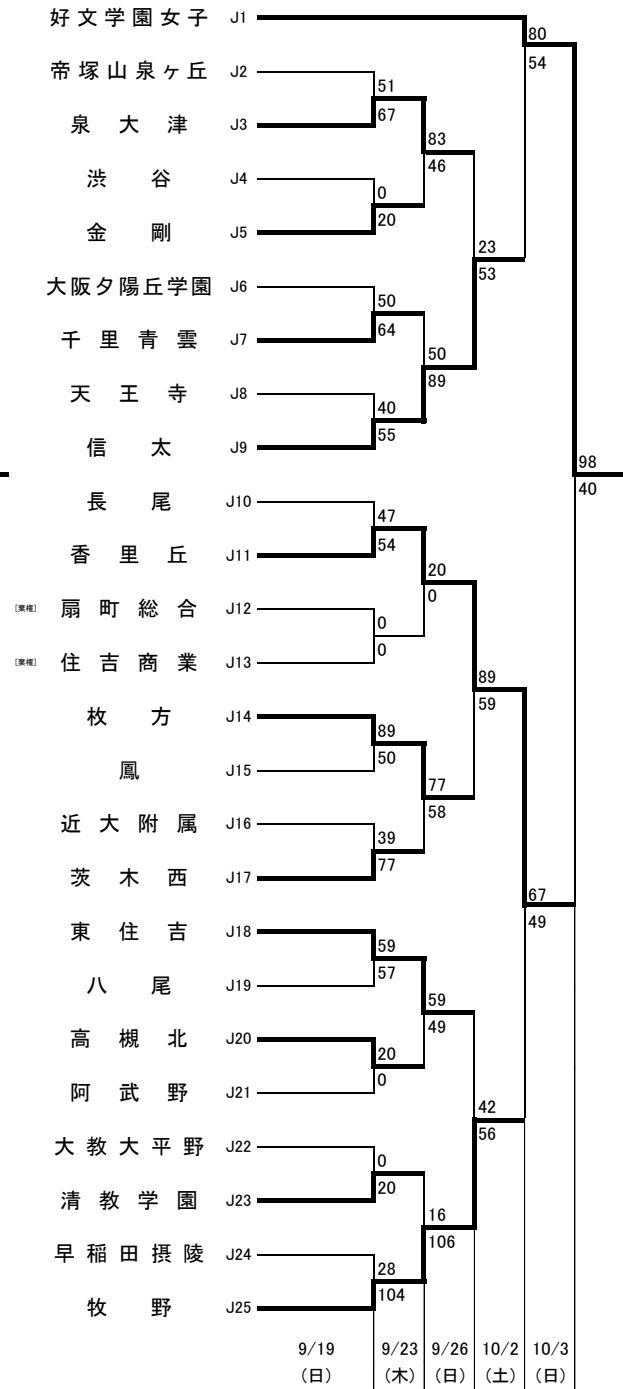 好文学園女子 J1
80
54
帝塚山泉ヶ丘 J2
51
67
泉大津 J3
83
46
渋谷 J4
0
20
金剛 J5
23
53
大阪夕陽丘学園 J6
50
64
千里青雲 J7
50
89
天王寺 J8
40
55
信太 J9
98
40
長尾 J10
47
54
香里丘 J11
20
0
[棄権] 扇町総合 J12
0
0
[棄権] 住吉商業 J13
89
59
枚方 J14
89
50
鳳 J15
77
58
近大附属 J16
39
77
茨木西 J17
67
49
東住吉 J18
59
57
八尾 J19
59
49
高槻北 J20
20
0
阿武野 J21
42
56
大教大平野 J22
0
20
清教学園 J23
16
106
早稲田摂陵 J24
28
104
牧野 J25
9/19 9/23 9/26 10/2 10/3
（日） （木） （日） （土） （日）